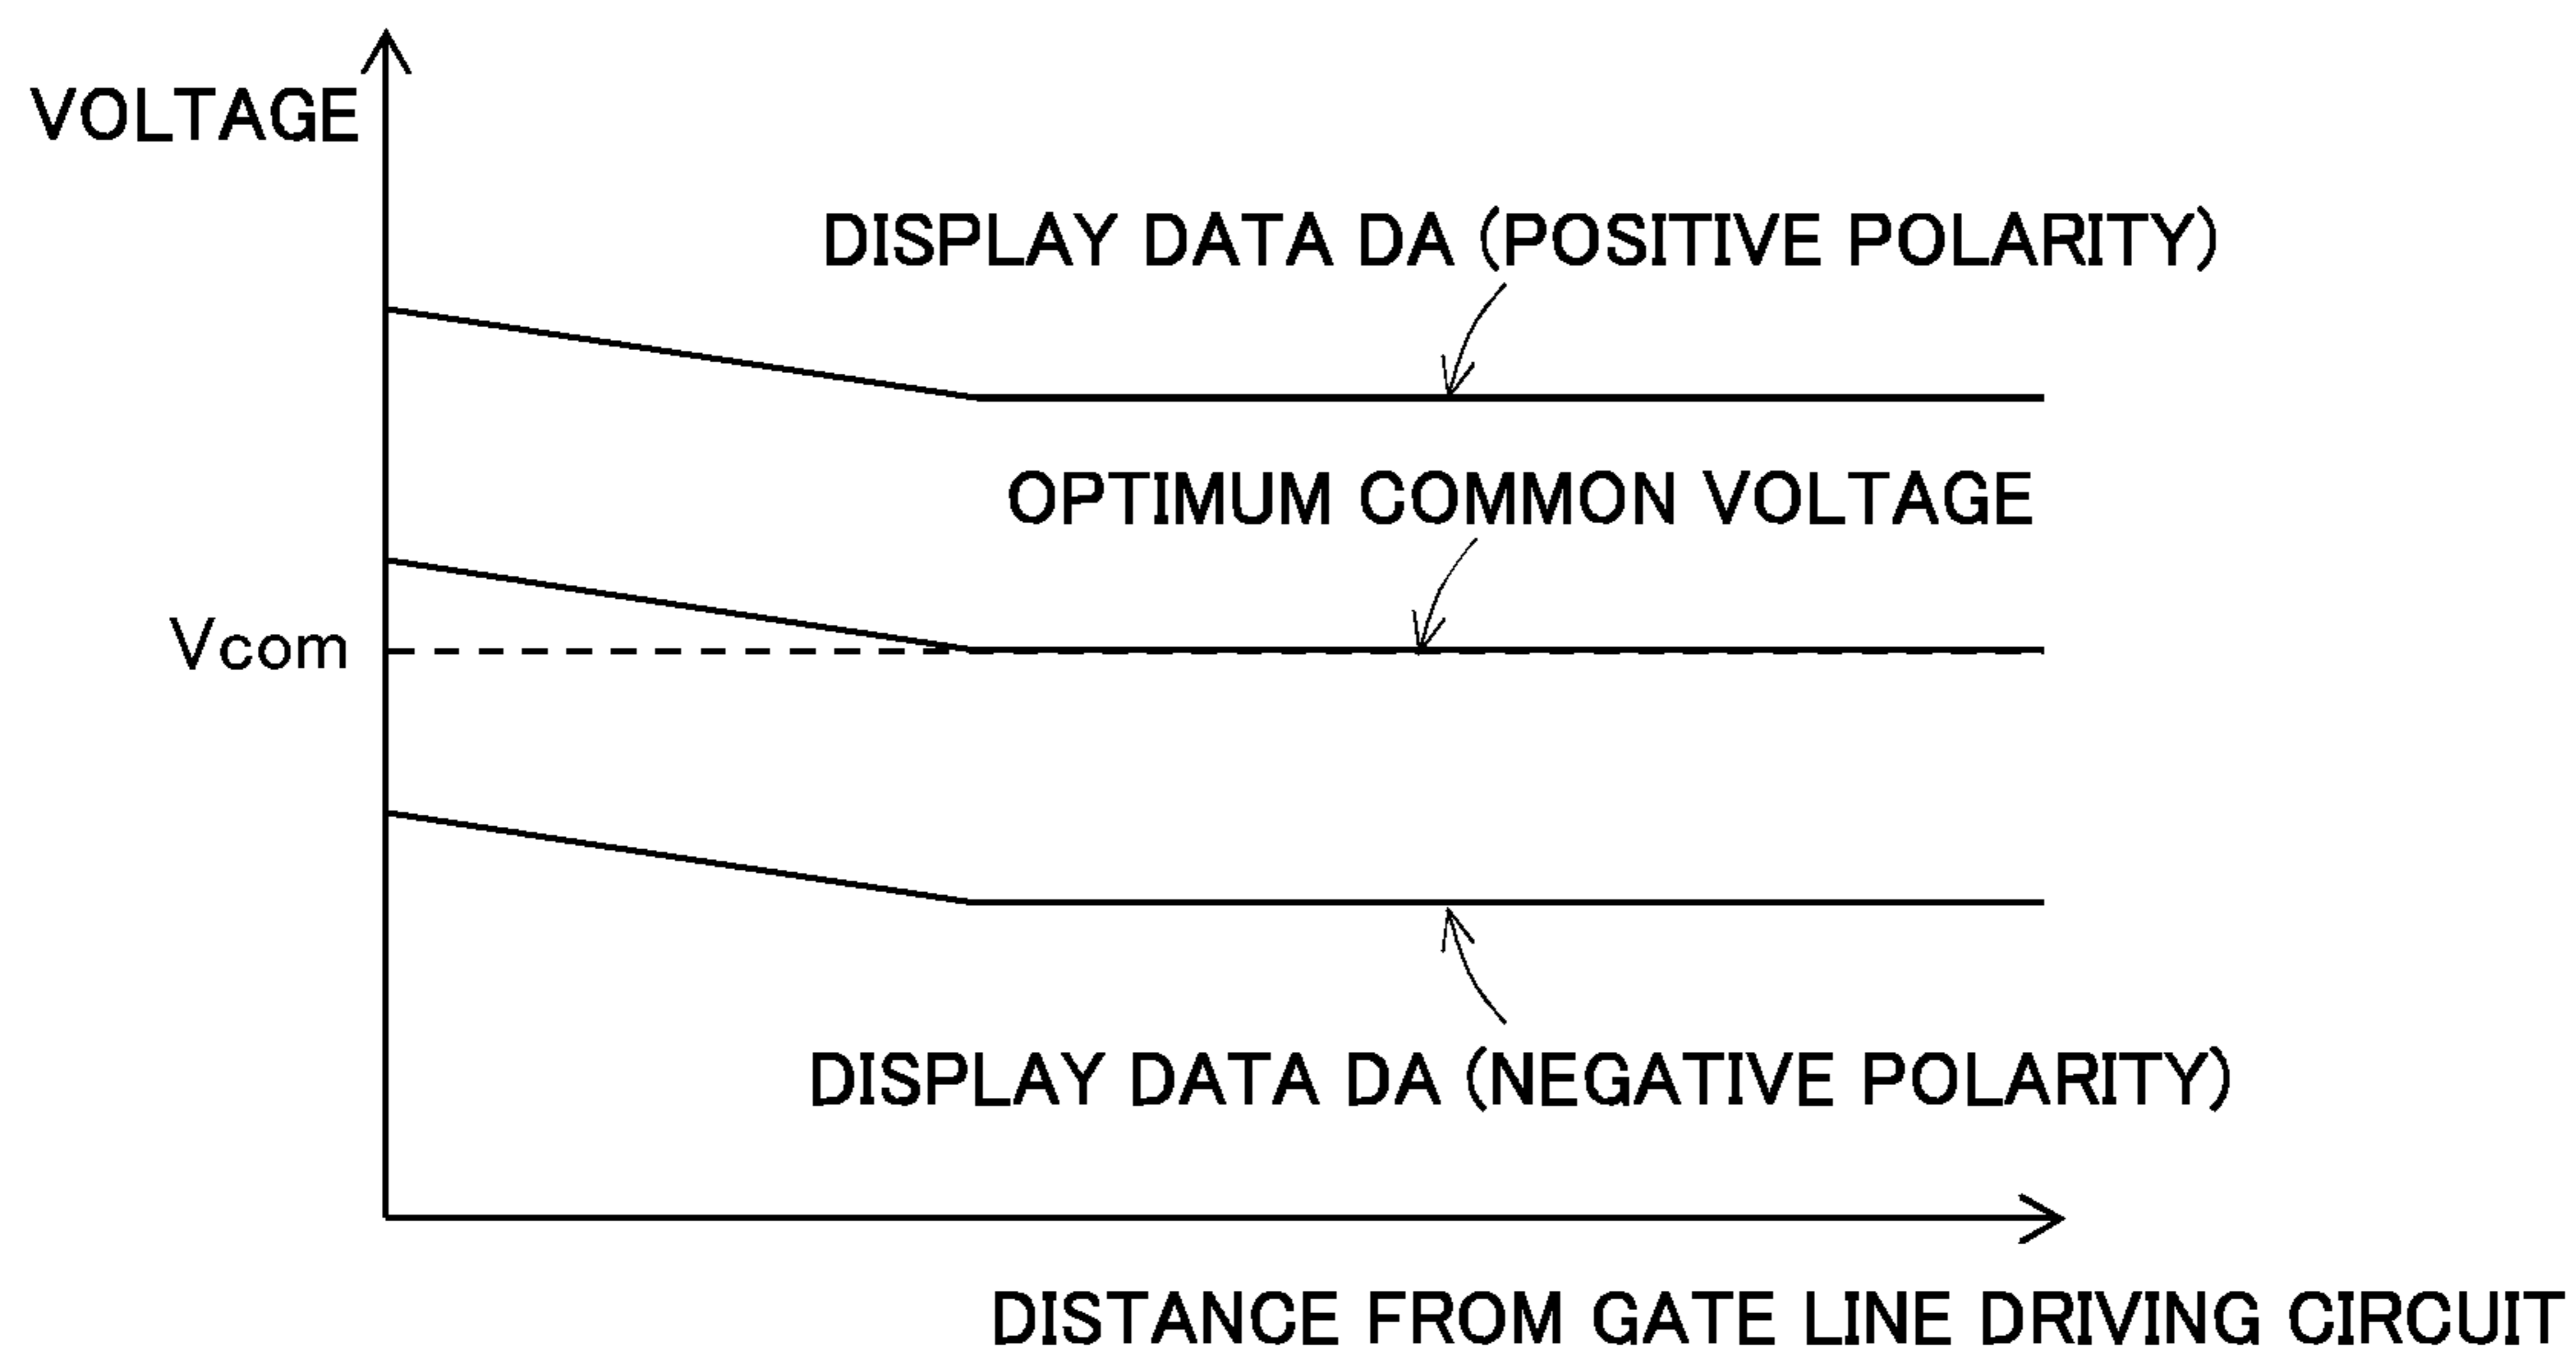 VOLTAGE
DISPLAY DATA DA (POSITIVE POLARITY)
OPTIMUM COMMON VOLTAGE
Vcom
DISPLAY DATA DA (NEGATIVE POLARITY)
DISTANCE FROM GATE LINE DRIVING CIRCUIT